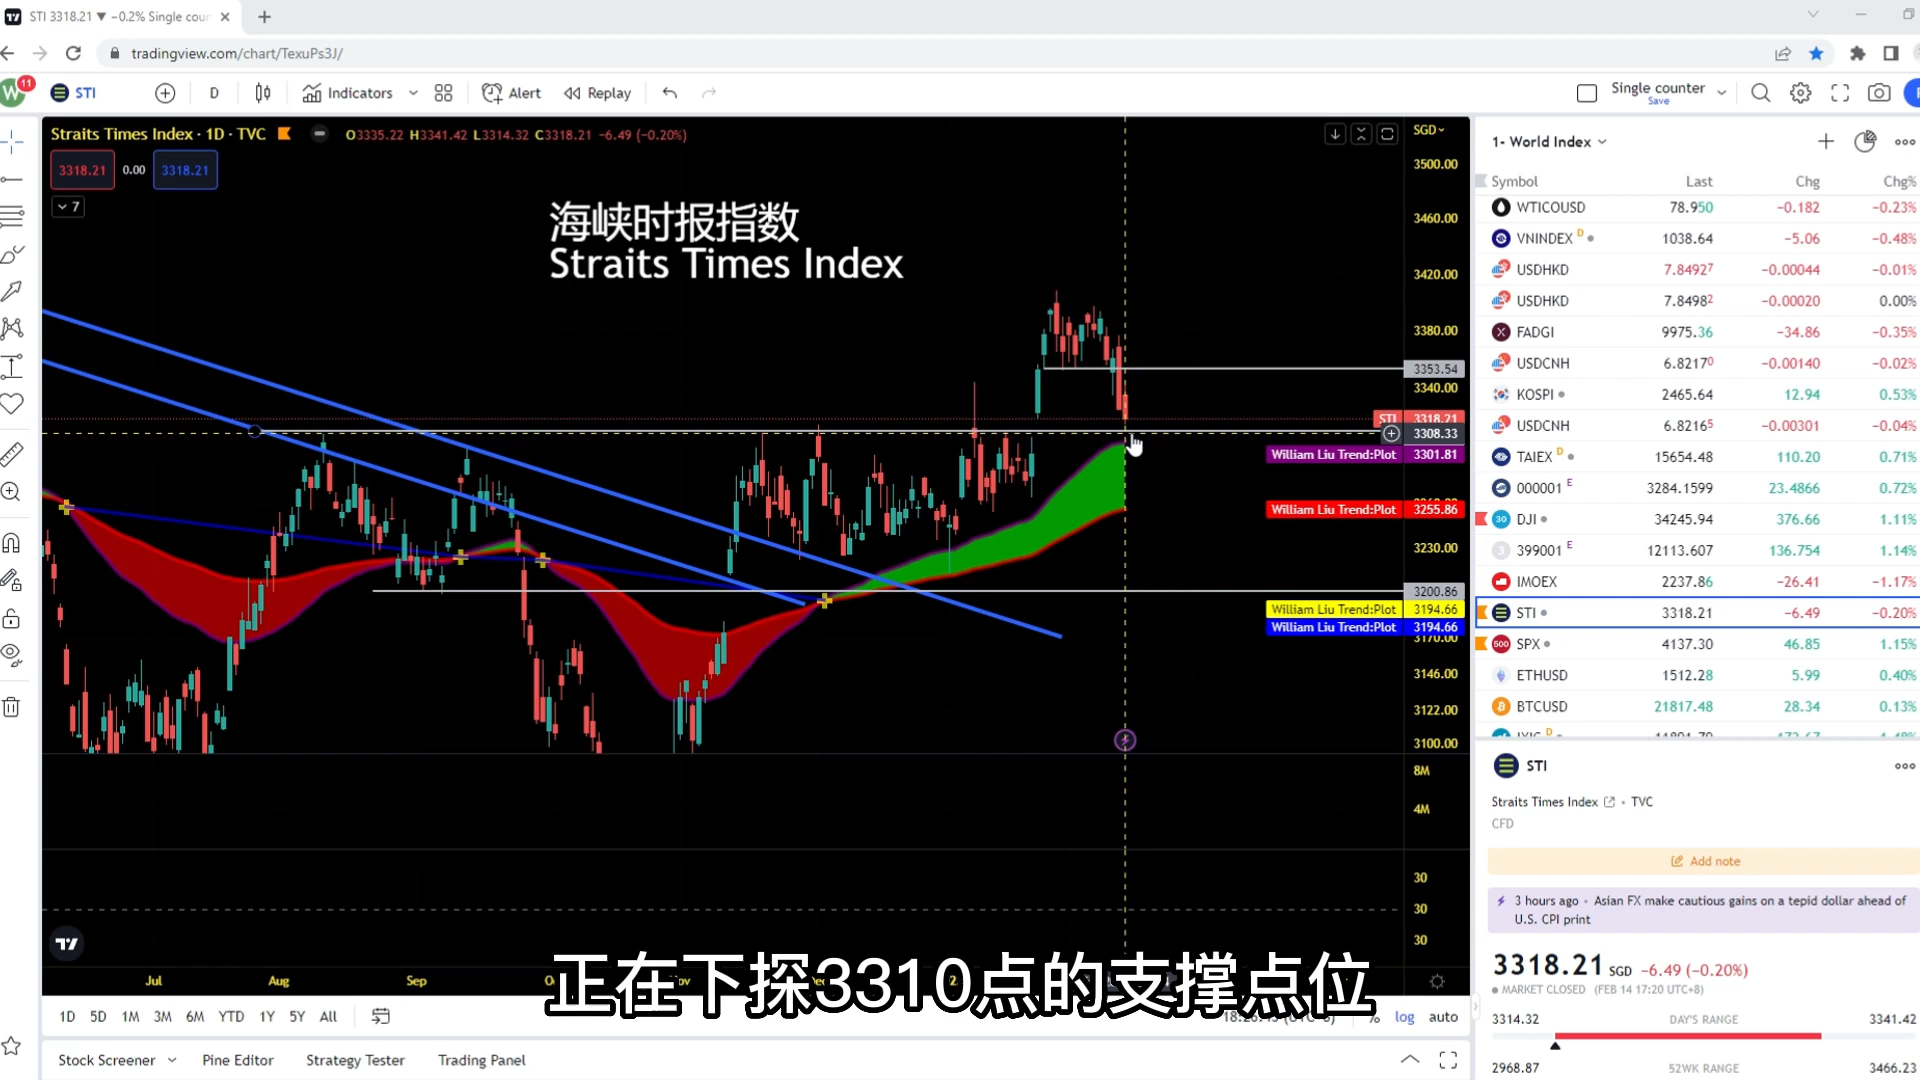 STI 3318.21 ▼ −0.2% Single cour
tradingview.com/chart/TexuPs3J/
11
W
STI
D
Indicators
Alert
Replay
Single counter
Save
Straits Times Index · 1D · TVC
O3335.22 H3341.42 L3314.32 C3318.21 −6.49 (−0.20%)
3318.21 0.00 3318.21
7
海峡时报指数
Straits Times Index
SGD
3500.00
3460.00
3420.00
3380.00
3353.54
3340.00
STI 3318.21
3308.33
William Liu Trend:Plot 3301.81
William Liu Trend:Plot 3255.86
3230.00
3200.86
William Liu Trend:Plot 3194.66
William Liu Trend:Plot 3194.66
3170.00
3146.00
3122.00
3100.00
8M
4M
30
30
30
Jul Aug Sep
正在下探3310点的支撑点位
1D 5D 1M 3M 6M YTD 1Y 5Y All
% log auto
Stock Screener Pine Editor Strategy Tester Trading Panel
1- World Index
Symbol Last Chg Chg%
WTICOUSD 78.950 −0.182 −0.23%
VNINDEX D 1038.64 −5.06 −0.48%
USDHKD 7.84927 −0.00044 −0.01%
USDHKD 7.84982 −0.00020 0.00%
FADGI 9975.36 −34.86 −0.35%
USDCNH 6.82170 −0.00140 −0.02%
KOSPI 2465.64 12.94 0.53%
USDCNH 6.82165 −0.00301 −0.04%
TAIEX D 15654.48 110.20 0.71%
000001 E 3284.1599 23.4866 0.72%
30 DJI 34245.94 376.66 1.11%
3 399001 E 12113.607 136.754 1.14%
IMOEX 2237.86 −26.41 −1.17%
STI 3318.21 −6.49 −0.20%
500 SPX 4137.30 46.85 1.15%
ETHUSD 1512.28 5.99 0.40%
BTCUSD 21817.48 28.34 0.13%
STI
Straits Times Index • TVC
CFD
Add note
3 hours ago • Asian FX make cautious gains on a tepid dollar ahead of
U.S. CPI print
3318.21 SGD −6.49 (−0.20%)
MARKET CLOSED (FEB 14 17:20 UTC+8)
3314.32 DAY'S RANGE 3341.42
2968.87 52WK RANGE 3466.23